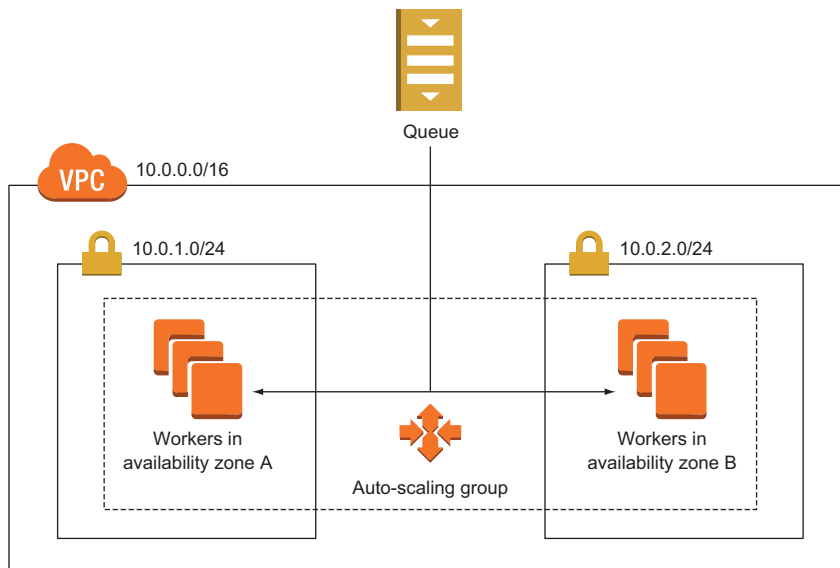 Queue
VPC
10.0.0.0/16
10.0.1.0/24
10.0.2.0/24
Workers in
availability zone A
Workers in
availability zone B
Auto-scaling group